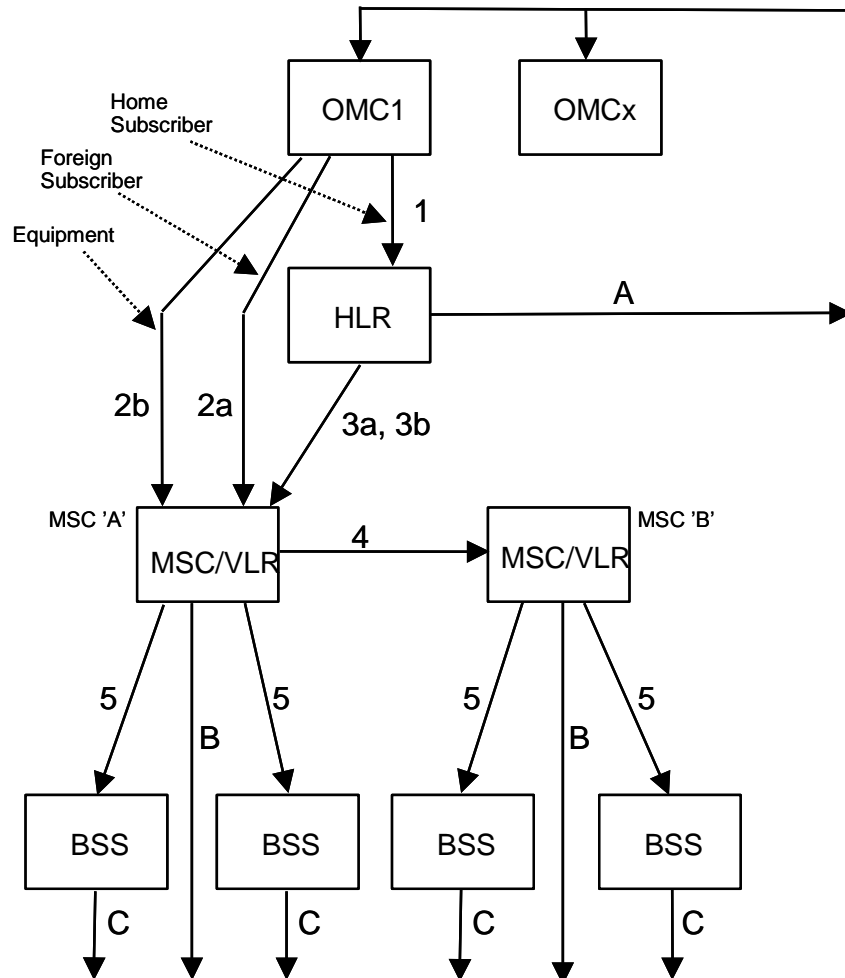 OMC1
OMCx
Home
Subscriber
Foreign
Subscriber
Equipment
1
HLR
A
2b
2a
3a, 3b
MSC 'A'
MSC/VLR
4
MSC/VLR
MSC 'B'
5
B
5
5
B
5
BSS
BSS
BSS
BSS
C
C
C
C